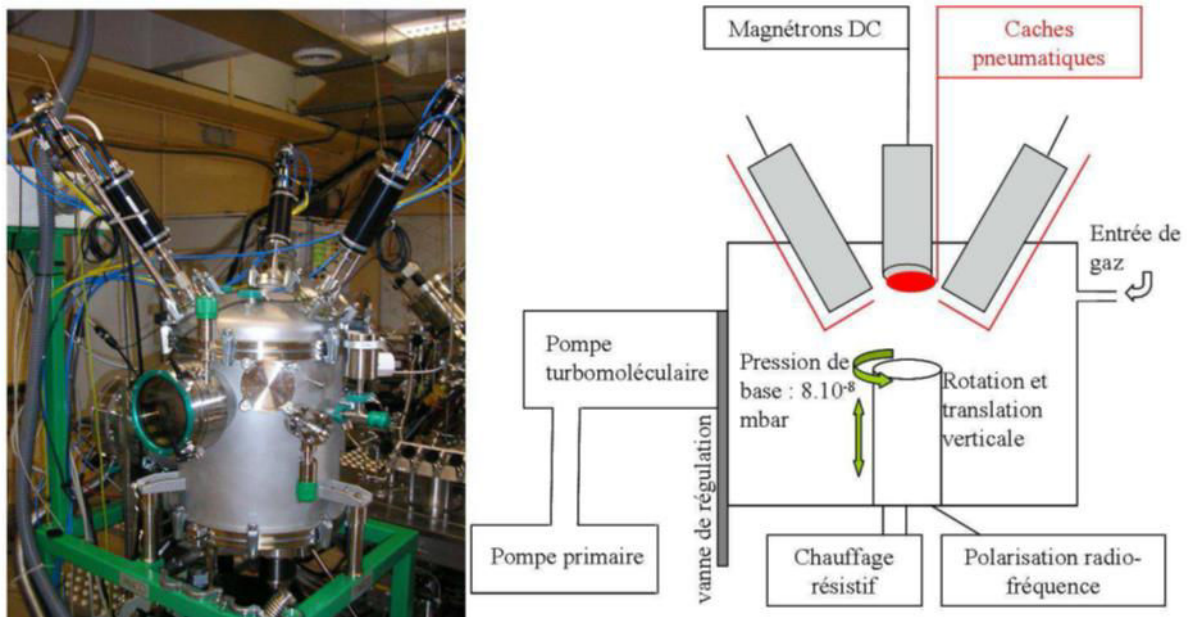 Magnétrons DC
Caches
pneumatiques
Entrée de
gaz
Pompe
turbomoléculaire
Pression de
base : 8.10⁻⁸
mbar
Rotation et
translation
verticale
vanne de régulation
Pompe primaire
Chauffage
résistif
Polarisation radio-
fréquence